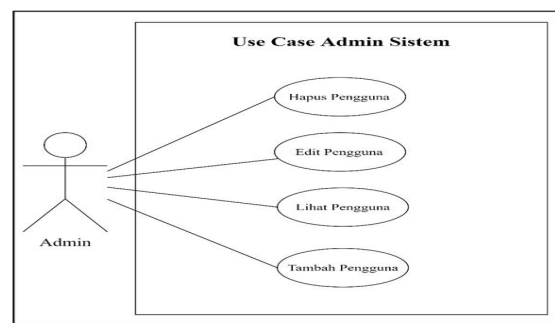 Use Case Admin Sistem
Hapus Pengguna
Edit Pengguna
Lihat Pengguna
Admin
Tambah Pengguna